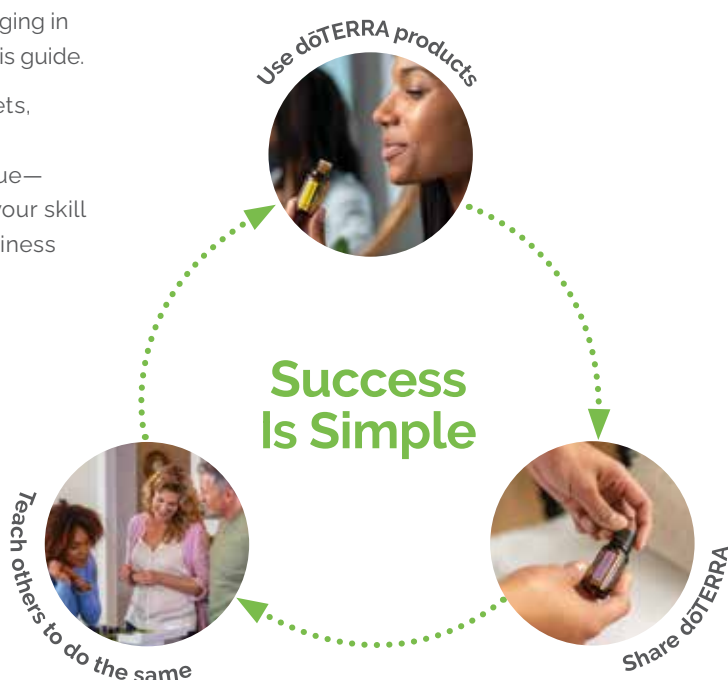 ging in
is guide.
ets,
ue—
your skill
iness
Use dōTERRA products
Success
Is Simple
Teach others to do the same
Share dōTERRA